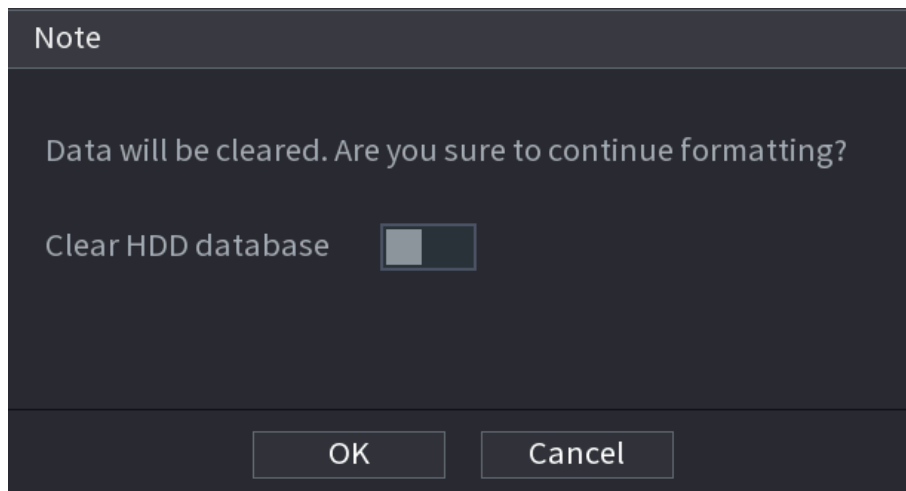 Note
Data will be cleared. Are you sure to continue formatting?
Clear HDD database
OK
Cancel